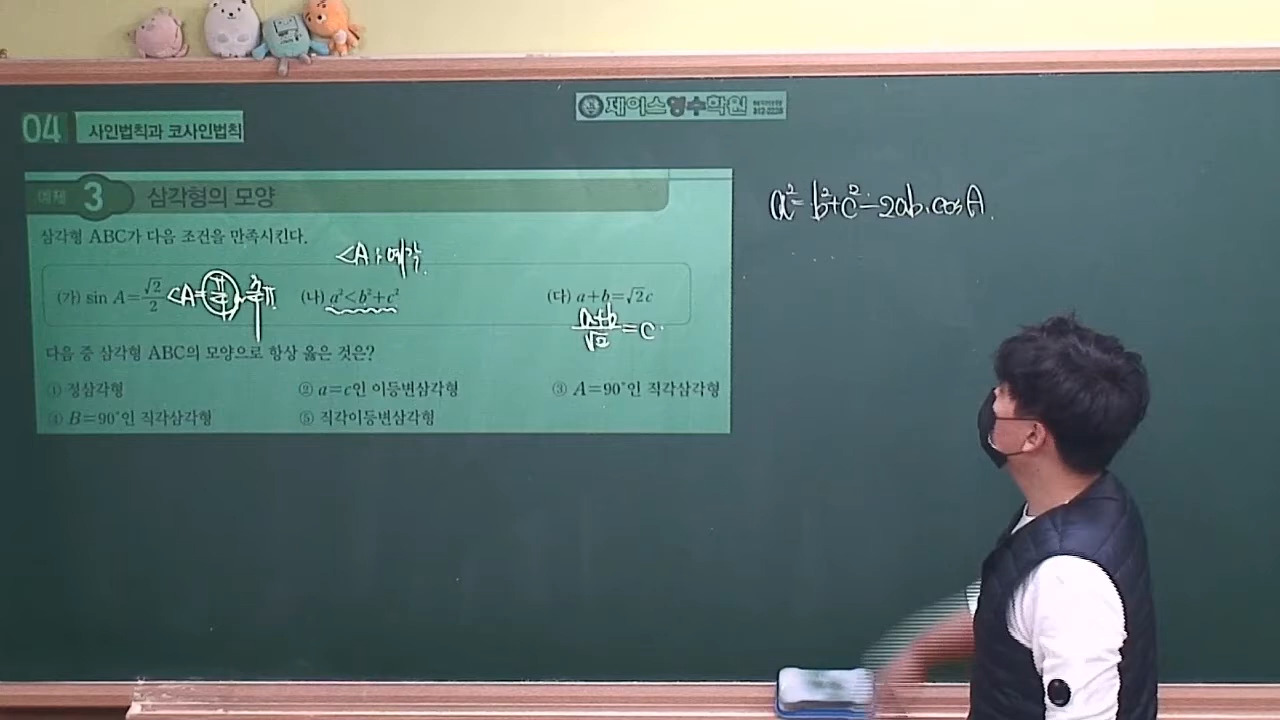 04 사인법칙과 코사인법칙
제이스영수학원
예제 3 삼각형의 모양
삼각형 ABC가 다음 조건을 만족시킨다.
<A : 예각.
(가) sin A=√2/2 <A=π/4, 3/4π (나) a²<b²+c² (다) a+b=√2c
a+b/√2=c.
다음 중 삼각형 ABC의 모양으로 항상 옳은 것은?
① 정삼각형 ② a=c인 이등변삼각형 ③ A=90°인 직각삼각형
④ B=90°인 직각삼각형 ⑤ 직각이등변삼각형
a²=b²+c²-2ab.cosA.